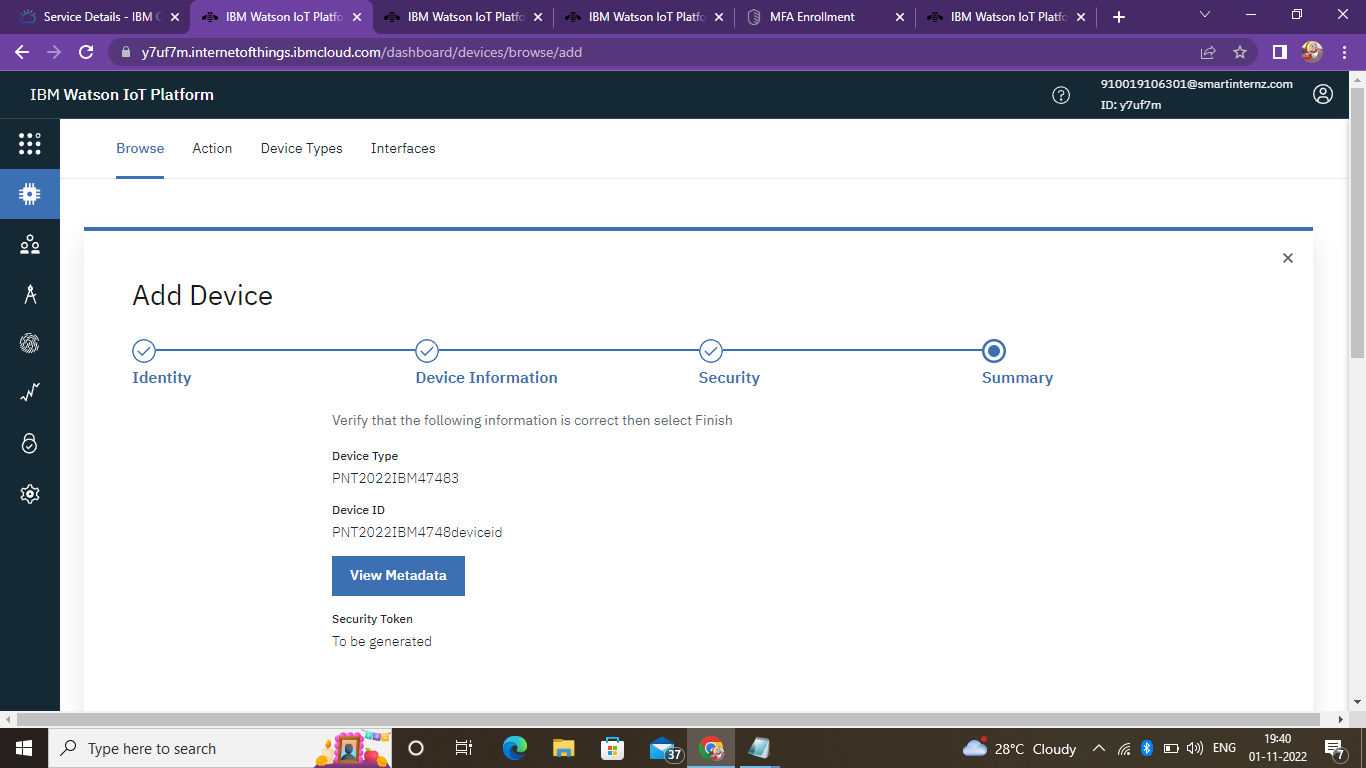 Service Details - IBM C
IBM Watson IoT Platfo
IBM Watson IoT Platfo
IBM Watson IoT Platfo
MFA Enrollment
IBM Watson IoT Platfo
y7uf7m.internetofthings.ibmcloud.com/dashboard/devices/browse/add
IBM Watson IoT Platform
910019106301@smartinternz.com
ID: y7uf7m
Browse
Action
Device Types
Interfaces
Add Device
Identity
Device Information
Security
Summary
Verify that the following information is correct then select Finish
Device Type
PNT2022IBM47483
Device ID
PNT2022IBM4748deviceid
View Metadata
Security Token
To be generated
Type here to search
37
28°C Cloudy
ENG
19:40
01-11-2022
7